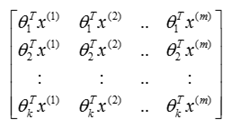 θ₁ᵀx⁽¹⁾ θ₁ᵀx⁽²⁾ .. θ₁ᵀx⁽ᵐ⁾
θ₂ᵀx⁽¹⁾ θ₂ᵀx⁽²⁾ .. θ₂ᵀx⁽ᵐ⁾
: : .. :
θₖᵀx⁽¹⁾ θₖᵀx⁽²⁾ .. θₖᵀx⁽ᵐ⁾